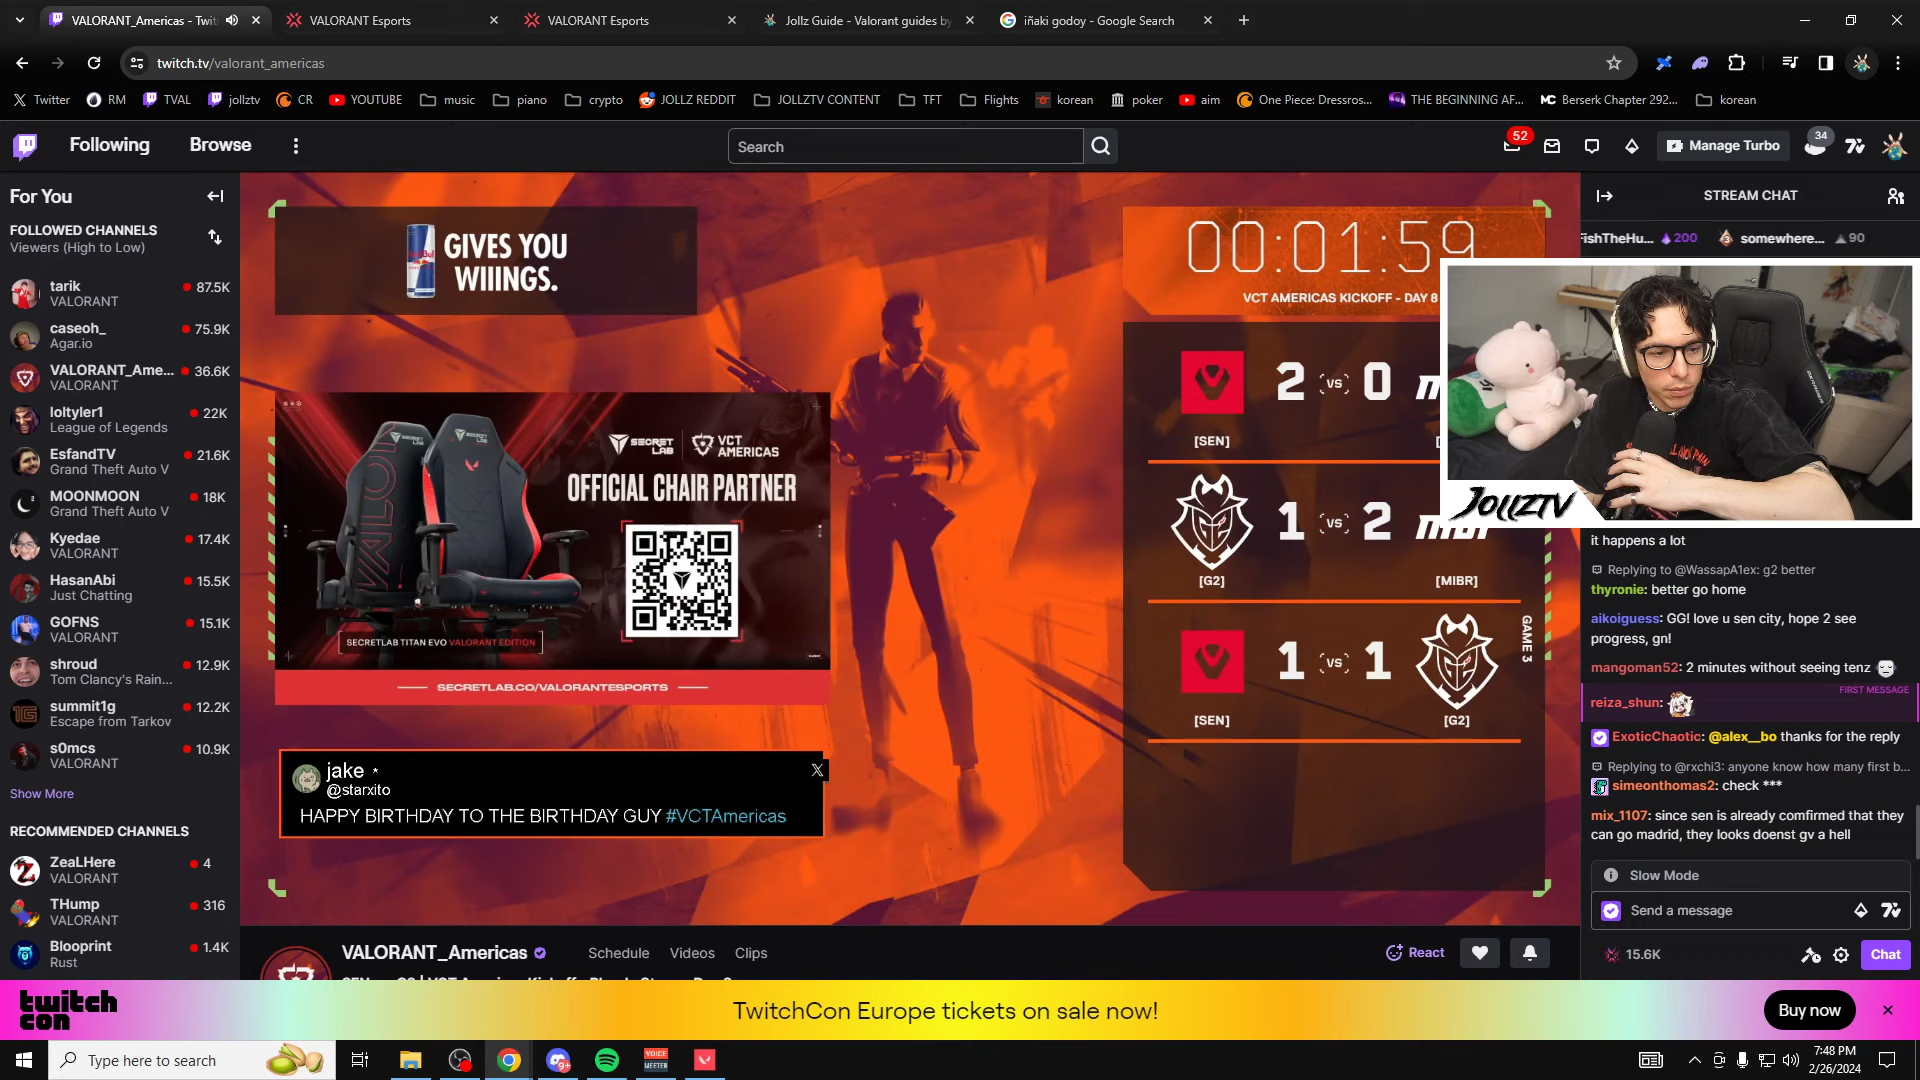 VALORANT_Americas - Twit
VALORANT Esports
VALORANT Esports
Jollz Guide - Valorant guides by
iñaki godoy - Google Search
twitch.tv/valorant_americas
Twitter
RM
TVAL
jollztv
CR
YOUTUBE
music
piano
crypto
JOLLZ REDDIT
JOLLZTV CONTENT
TFT
Flights
korean
poker
aim
One Piece: Dressros...
THE BEGINNING AF...
MC Berserk Chapter 292...
korean
Following
Browse
Search
52
Manage Turbo
34
For You
FOLLOWED CHANNELS
Viewers (High to Low)
tarik 87.5K
VALORANT
caseoh_ 75.9K
Agar.io
VALORANT_Ame... 36.6K
VALORANT
loltyler1 22K
League of Legends
EsfandTV 21.6K
Grand Theft Auto V
MOONMOON 18K
Grand Theft Auto V
Kyedae 17.4K
VALORANT
HasanAbi 15.5K
Just Chatting
GOFNS 15.1K
VALORANT
shroud 12.9K
Tom Clancy's Rain...
summit1g 12.2K
Escape from Tarkov
s0mcs 10.9K
VALORANT
Show More
RECOMMENDED CHANNELS
ZeaLHere 4
VALORANT
THump 316
VALORANT
Blooprint 1.4K
Rust
GIVES YOU
WIIINGS.
SECRET LAB
VCT AMERICAS
OFFICIAL CHAIR PARTNER
SECRETLAB TITAN EVO VALORANT EDITION
SECRETLAB.CO/VALORANTESPORTS
jake *
@starxito
HAPPY BIRTHDAY TO THE BIRTHDAY GUY #VCTAmericas
00:01:59
VCT AMERICAS KICKOFF - DAY 8
2 VS 0
[SEN]
1 VS 2
[G2] [MIBR]
1 VS 1
[SEN] [G2]
GAME 3
VALORANT_Americas
Schedule
Videos
Clips
React
STREAM CHAT
FishTheHu... 200
somewhere... 90
JOLLZTV
it happens a lot
Replying to @WassapA1ex: g2 better
thyronie: better go home
aikoiguess: GG! love u sen city, hope 2 see
progress, gn!
mangoman52: 2 minutes without seeing tenz
FIRST MESSAGE
reiza_shun:
ExoticChaotic: @alex__bo thanks for the reply
Replying to @rxchi3: anyone know how many first b...
simeonthomas2: check ***
mix_1107: since sen is already comfirmed that they
can go madrid, they looks doenst gv a hell
Slow Mode
Send a message
15.6K
Chat
twitch
con
TwitchCon Europe tickets on sale now!
Buy now
Type here to search
9+
VOICE
MEETER
7:48 PM
2/26/2024